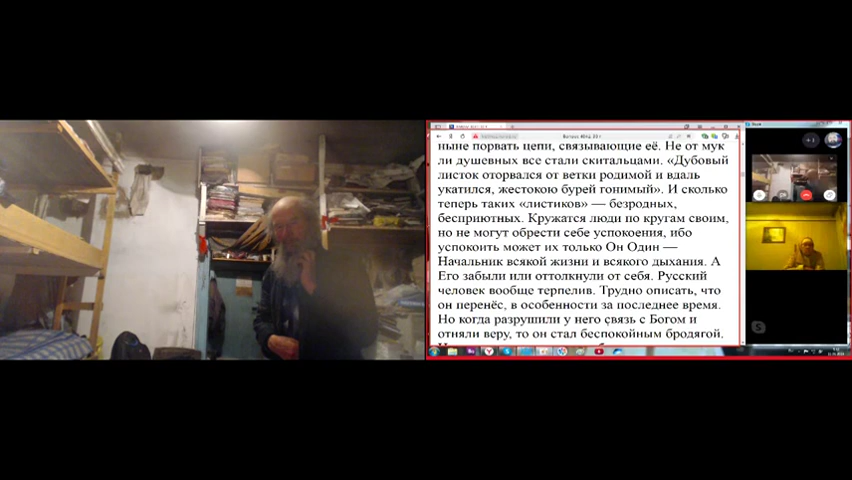 ныне порвать цепи, связывающие её. Не от мук
ли душевных все стали скитальцами. «Дубовый
листок оторвался от ветки родимой и вдаль
укатился, жестокою бурей гонимый». И сколько
теперь таких «листиков» — безродных,
бесприютных. Кружатся люди по кругам своим,
но не могут обрести себе успокоения, ибо
успокоить может их только Он Один —
Начальник всякой жизни и всякого дыхания. А
Его забыли или оттолкнули от себя. Русский
человек вообще терпелив. Трудно описать, что
он перенёс, в особенности за последнее время.
Но когда разрушили у него связь с Богом и
отняли веру, то он стал беспокойным бродягой.